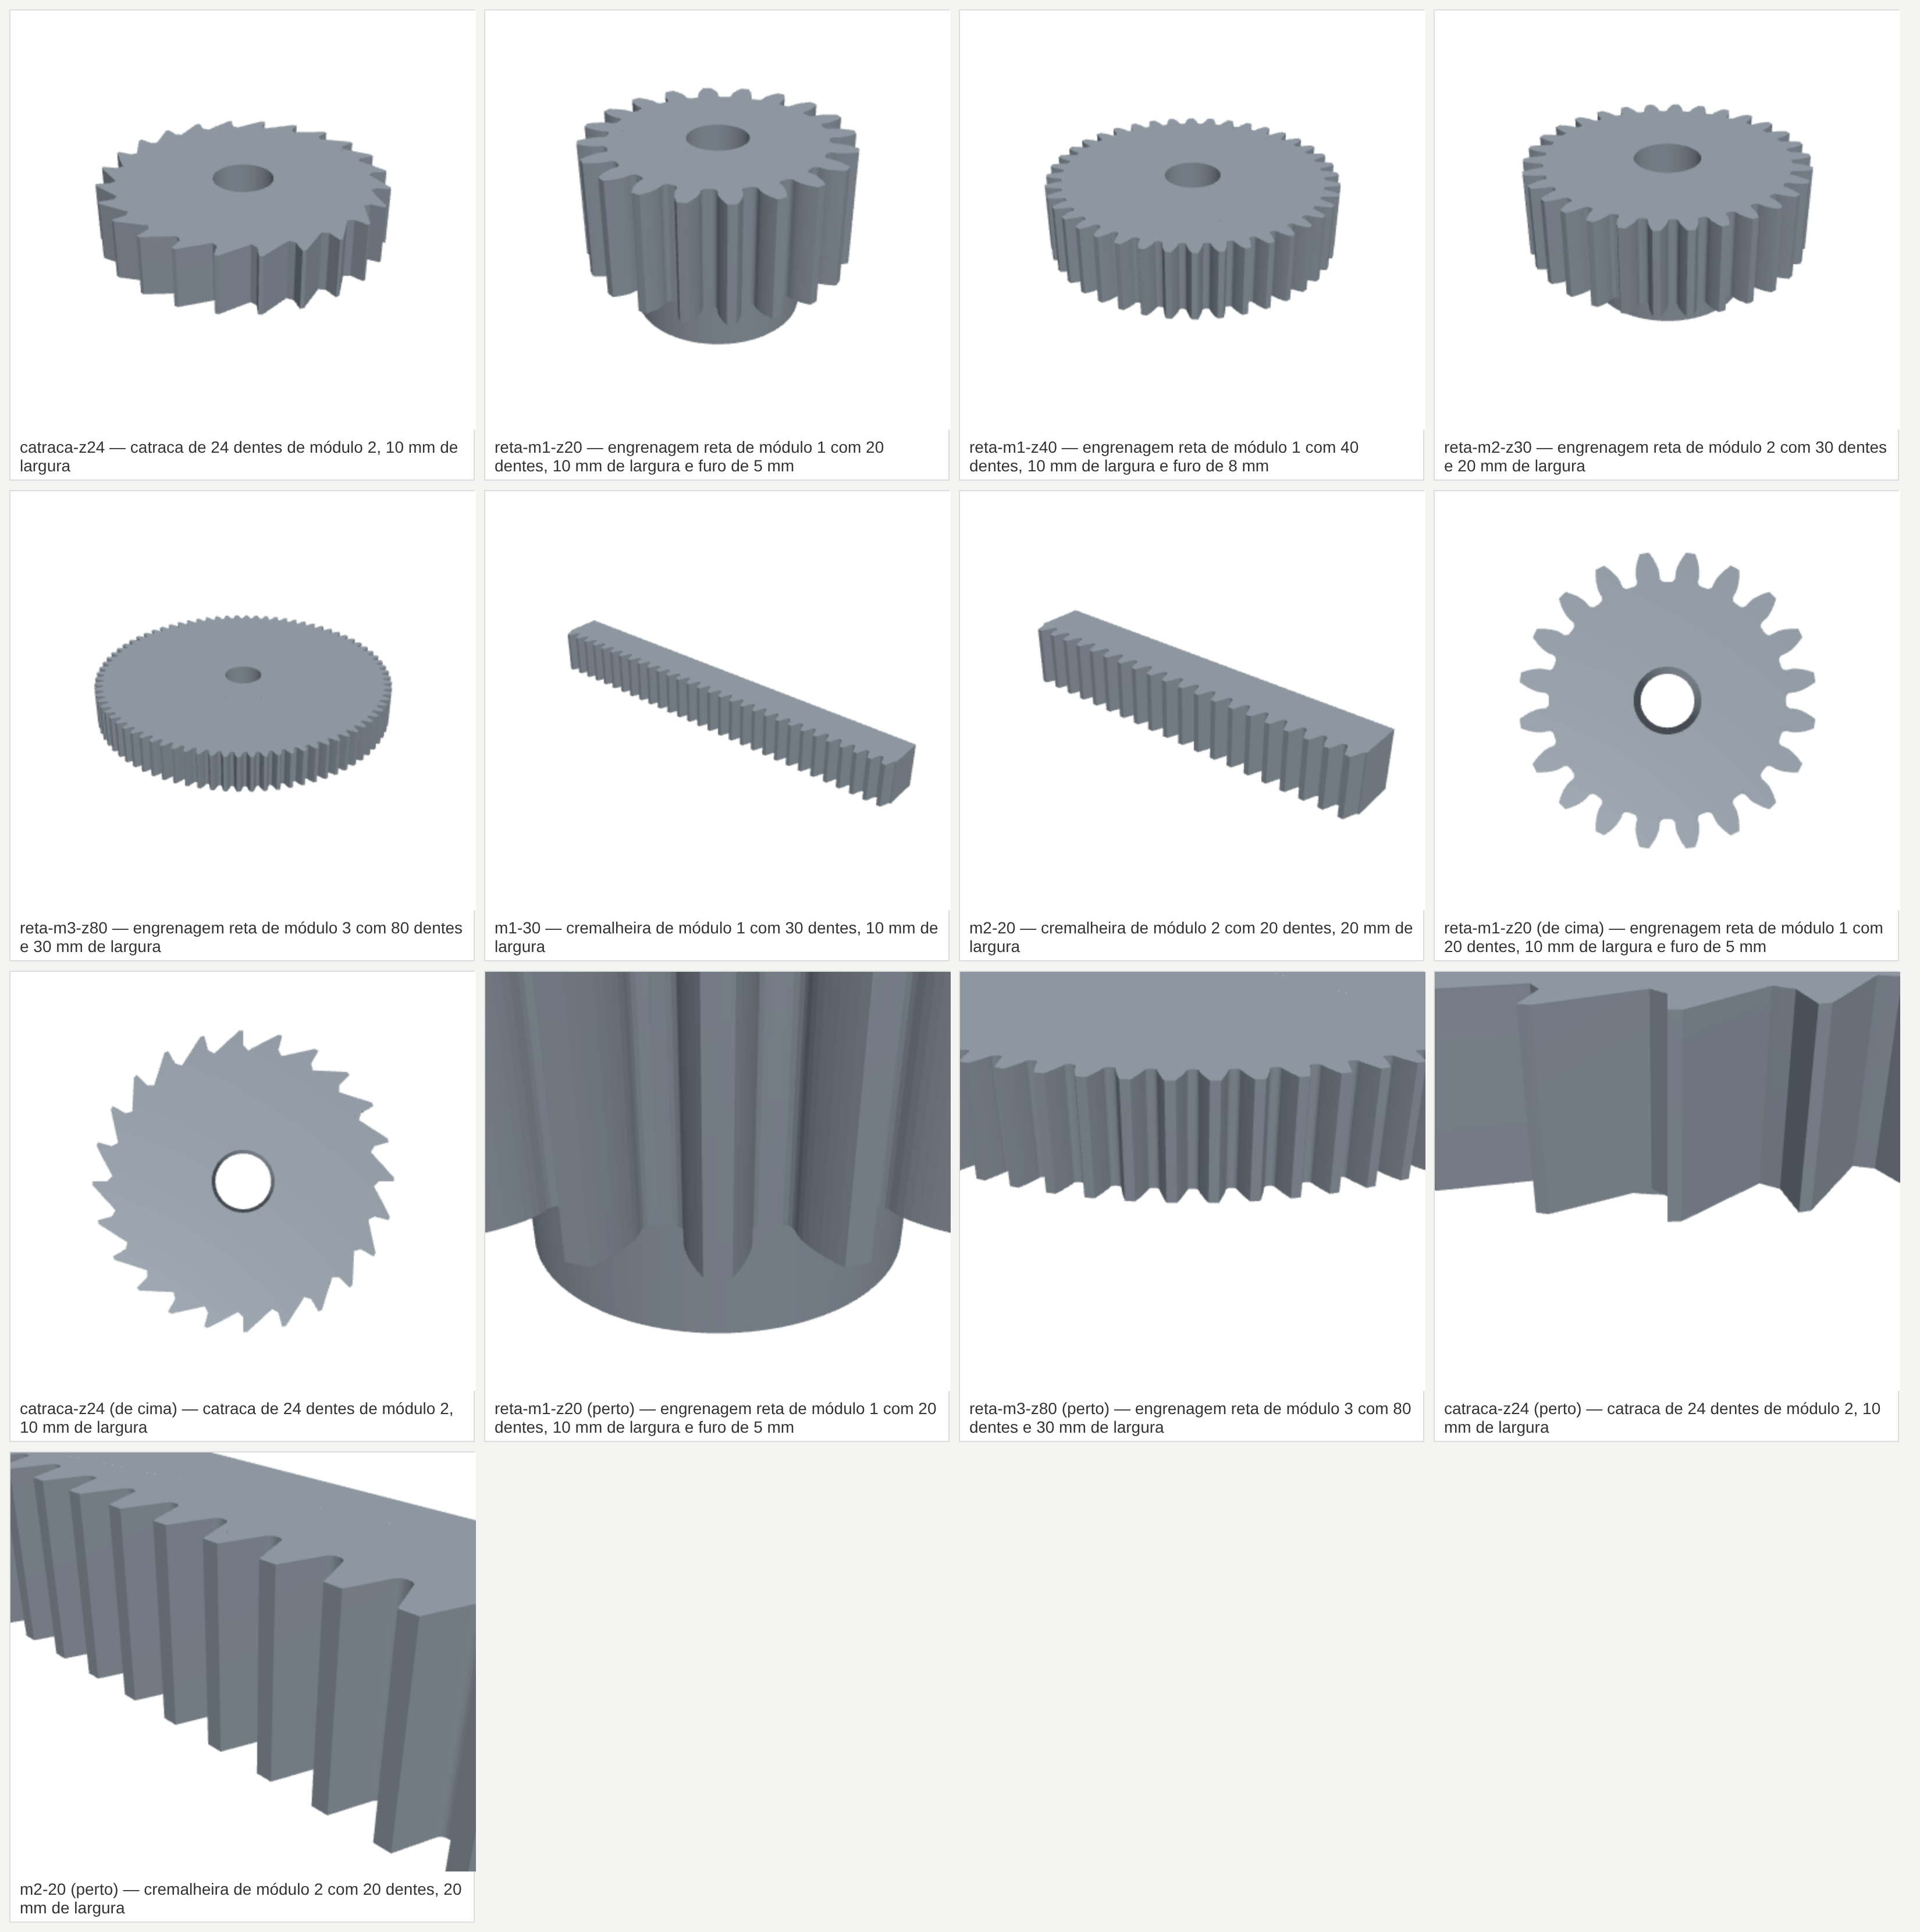 catraca-z24 — catraca de 24 dentes de módulo 2, 10 mm de
largura
reta-m1-z20 — engrenagem reta de módulo 1 com 20
dentes, 10 mm de largura e furo de 5 mm
reta-m1-z40 — engrenagem reta de módulo 1 com 40
dentes, 10 mm de largura e furo de 8 mm
reta-m2-z30 — engrenagem reta de módulo 2 com 30 dentes
e 20 mm de largura
reta-m3-z80 — engrenagem reta de módulo 3 com 80 dentes
e 30 mm de largura
m1-30 — cremalheira de módulo 1 com 30 dentes, 10 mm de
largura
m2-20 — cremalheira de módulo 2 com 20 dentes, 20 mm de
largura
reta-m1-z20 (de cima) — engrenagem reta de módulo 1 com
20 dentes, 10 mm de largura e furo de 5 mm
catraca-z24 (de cima) — catraca de 24 dentes de módulo 2,
10 mm de largura
reta-m1-z20 (perto) — engrenagem reta de módulo 1 com 20
dentes, 10 mm de largura e furo de 5 mm
reta-m3-z80 (perto) — engrenagem reta de módulo 3 com 80
dentes e 30 mm de largura
catraca-z24 (perto) — catraca de 24 dentes de módulo 2, 10
mm de largura
m2-20 (perto) — cremalheira de módulo 2 com 20 dentes, 20
mm de largura